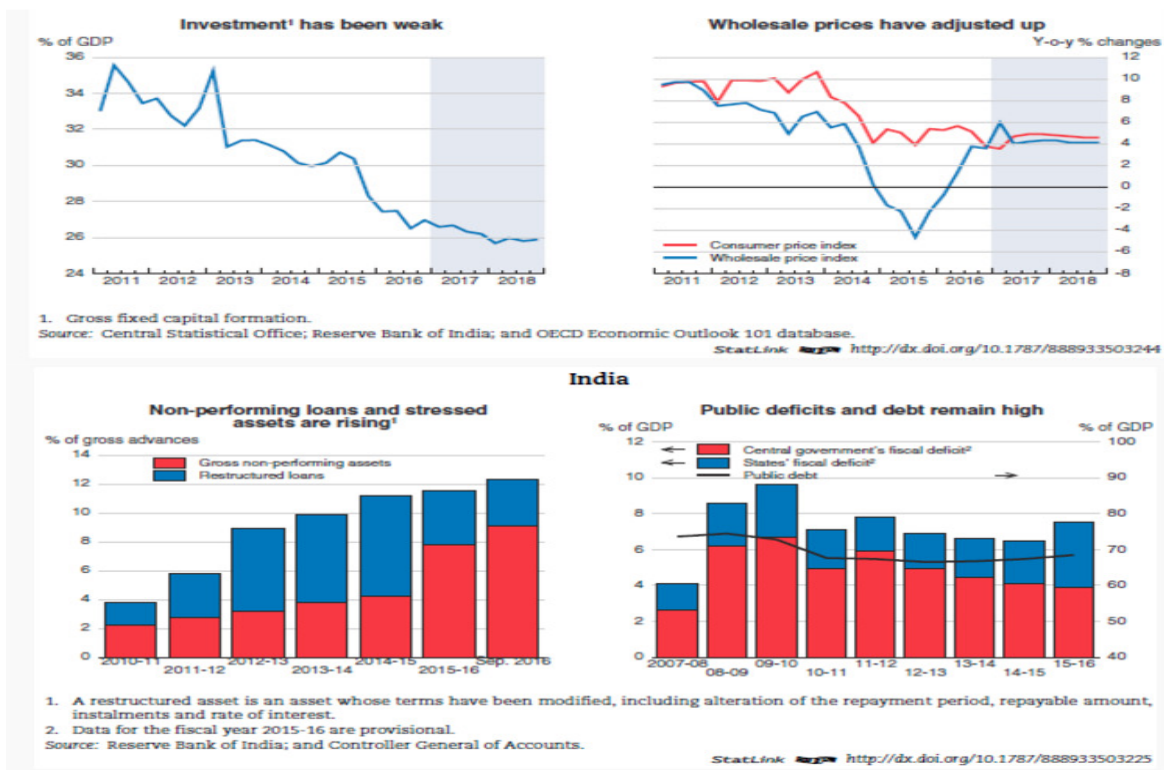 Investment¹ has been weak
% of GDP
36
34
32
30
28
26
24
2011 2012 2013 2014 2015 2016 2017 2018
Wholesale prices have adjusted up
Y-o-y % changes
12
10
8
6
4
2
0
-2
-4
-6
-8
Consumer price index
Wholesale price index
2011 2012 2013 2014 2015 2016 2017 2018
1. Gross fixed capital formation.
Source: Central Statistical Office; Reserve Bank of India; and OECD Economic Outlook 101 database.
StatLink http://dx.doi.org/10.1787/888933503244
India
Non-performing loans and stressed
assets are rising¹
% of gross advances
14
12
10
8
6
4
2
0
Gross non-performing assets
Restructured loans
2010-11 2012-13 2014-15 Sep. 2016
2011-12 2013-14 2015-16
Public deficits and debt remain high
% of GDP % of GDP
12 100
10 90
8 80
6 70
4 60
2 50
0 40
Central government's fiscal deficit²
States' fiscal deficit²
Public debt
2007-08 09-10 11-12 13-14 15-16
08-09 10-11 12-13 14-15
1. A restructured asset is an asset whose terms have been modified, including alteration of the repayment period, repayable amount,
instalments and rate of interest.
2. Data for the fiscal year 2015-16 are provisional.
Source: Reserve Bank of India; and Controller General of Accounts.
StatLink http://dx.doi.org/10.1787/888933503225